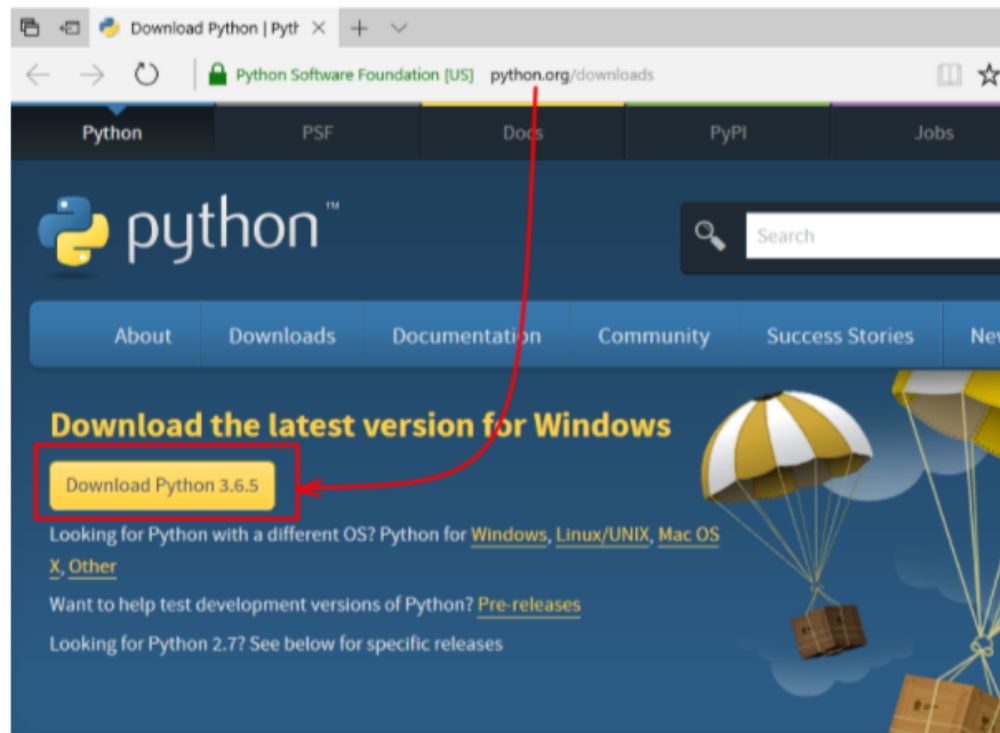 Download Python | Pyth
Python Software Foundation [US] python.org/downloads
Python PSF Docs PyPI Jobs
python™
Search
About Downloads Documentation Community Success Stories
Download the latest version for Windows
Download Python 3.6.5
Looking for Python with a different OS? Python for Windows, Linux/UNIX, Mac OS
X, Other
Want to help test development versions of Python? Pre-releases
Looking for Python 2.7? See below for specific releases